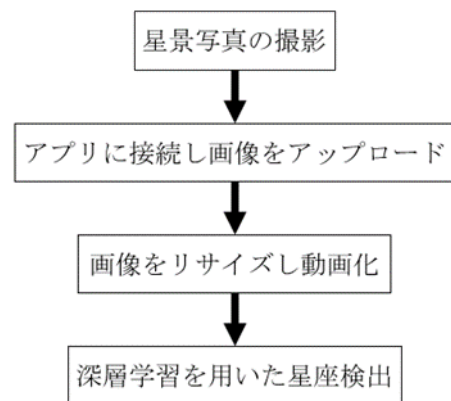 星景写真の撮影
アプリに接続し画像をアップロード
画像をリサイズし動画化
深層学習を用いた星座検出